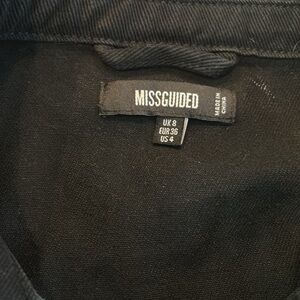 MISSGUIDED
MADE IN
CHINA
UK 8
EUR 36
US 4